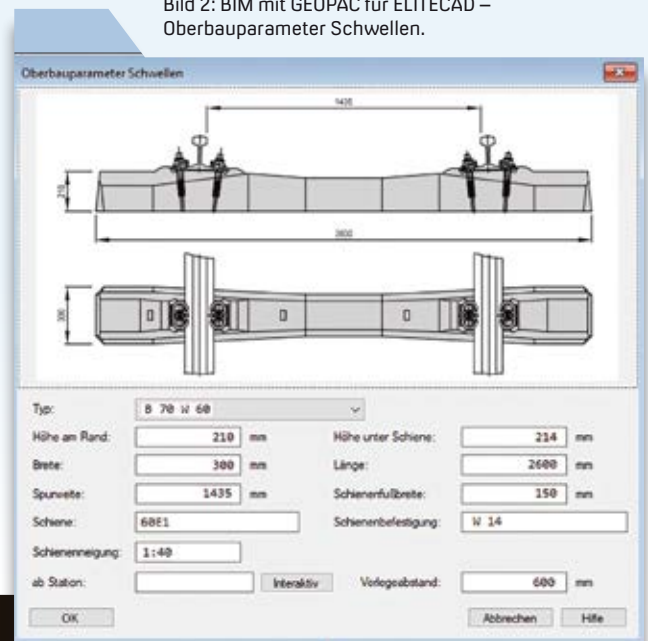 Bild 2: BIM mit GEOPAC für ELITECAD –
Oberbauparameter Schwellen.
Oberbauparameter Schwellen
1435
210
2600
300
Typ: B 70 W 60
Höhe am Rand: 210 mm Höhe unter Schiene: 214 mm
Breite: 300 mm Länge: 2600 mm
Spurweite: 1435 mm Schienenfußbreite: 150 mm
Schiene: 60E1 Schienenbefestigung: W 14
Schienenneigung: 1:40
ab Station: Interaktiv Verlegeabstand: 600 mm
OK Abbrechen Hilfe